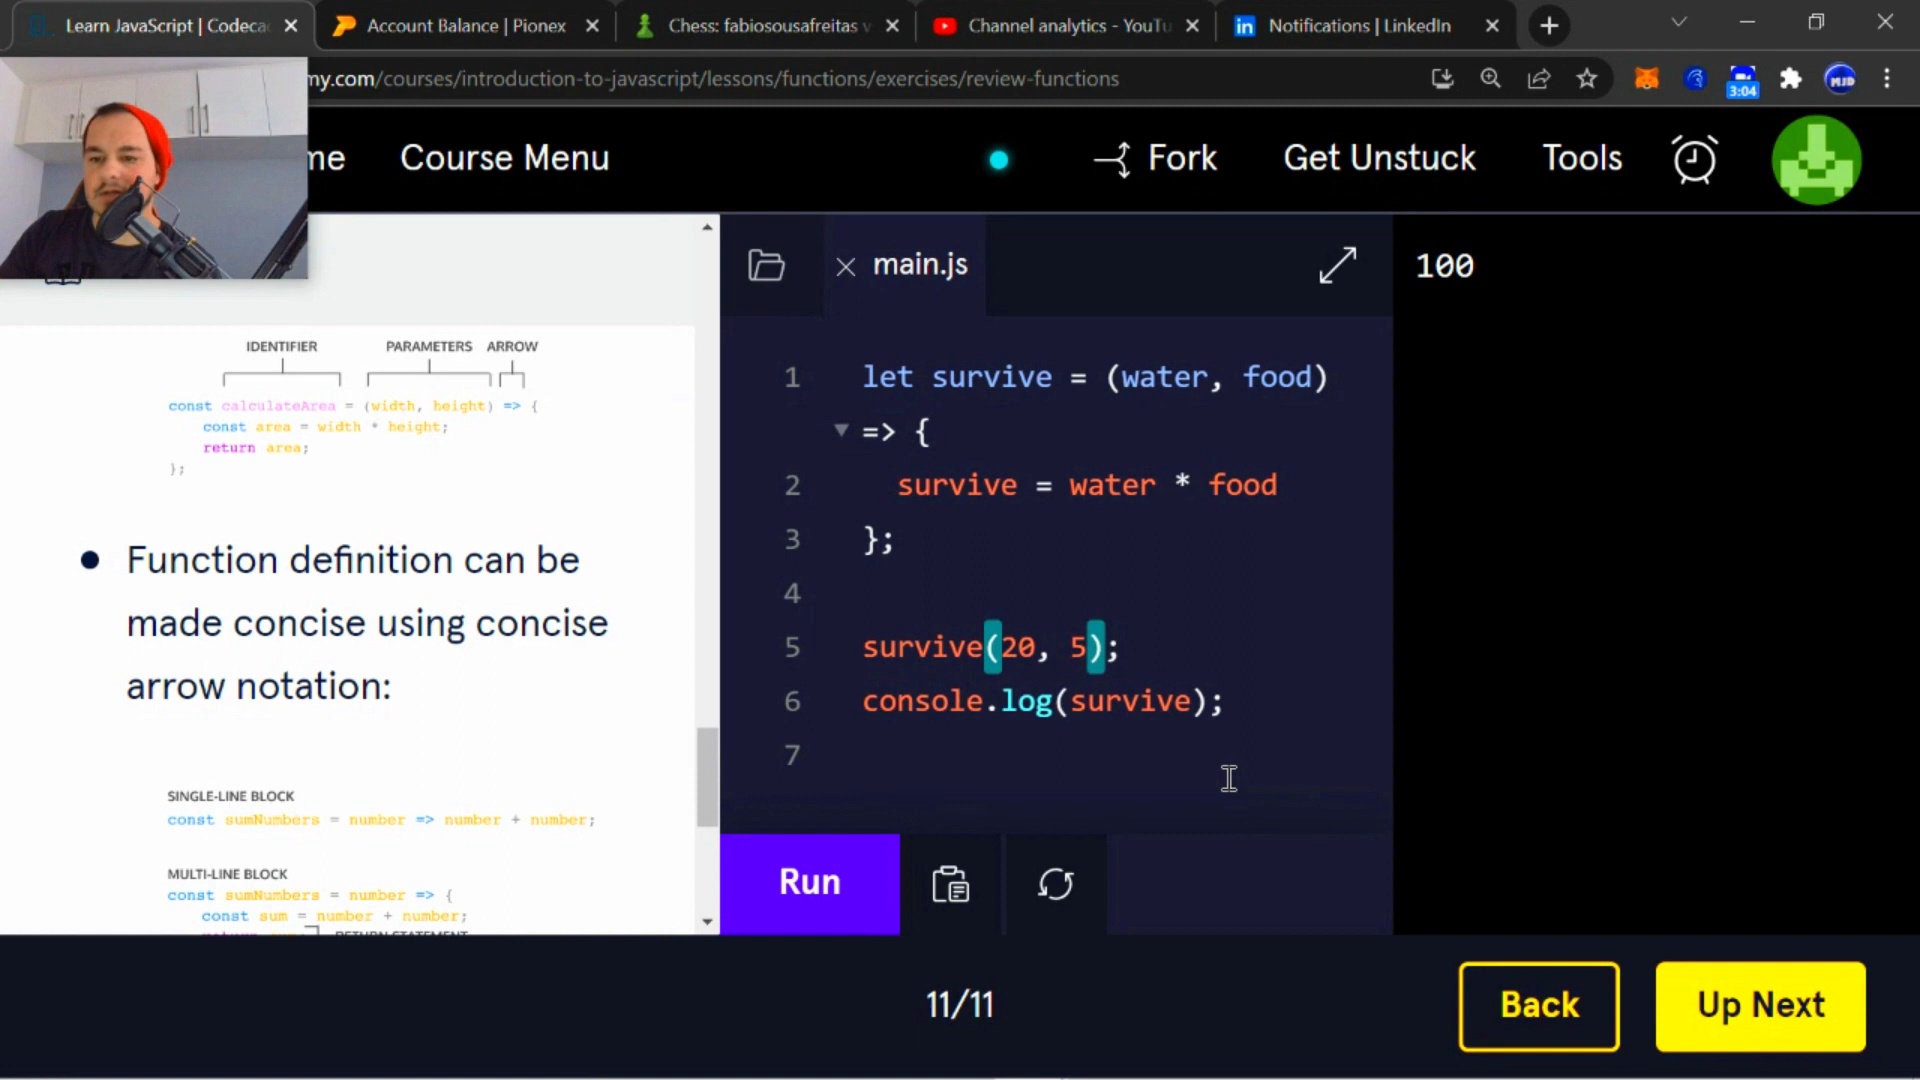 Learn JavaScript | Codeca
Account Balance | Pionex
Chess: fabiosousafreitas v
Channel analytics - YouTu
Notifications | LinkedIn
my.com/courses/introduction-to-javascript/lessons/functions/exercises/review-functions
3:04
MJD
me
Course Menu
Fork
Get Unstuck
Tools
IDENTIFIER PARAMETERS ARROW
const calculateArea = (width, height) => {
const area = width * height;
return area;
};
Function definition can be
made concise using concise
arrow notation:
SINGLE-LINE BLOCK
const sumNumbers = number => number + number;
MULTI-LINE BLOCK
const sumNumbers = number => {
const sum = number + number;
main.js
1 let survive = (water, food)
=> {
2 survive = water * food
3 };
4
5 survive(20, 5);
6 console.log(survive);
7
100
Run
11/11
Back
Up Next